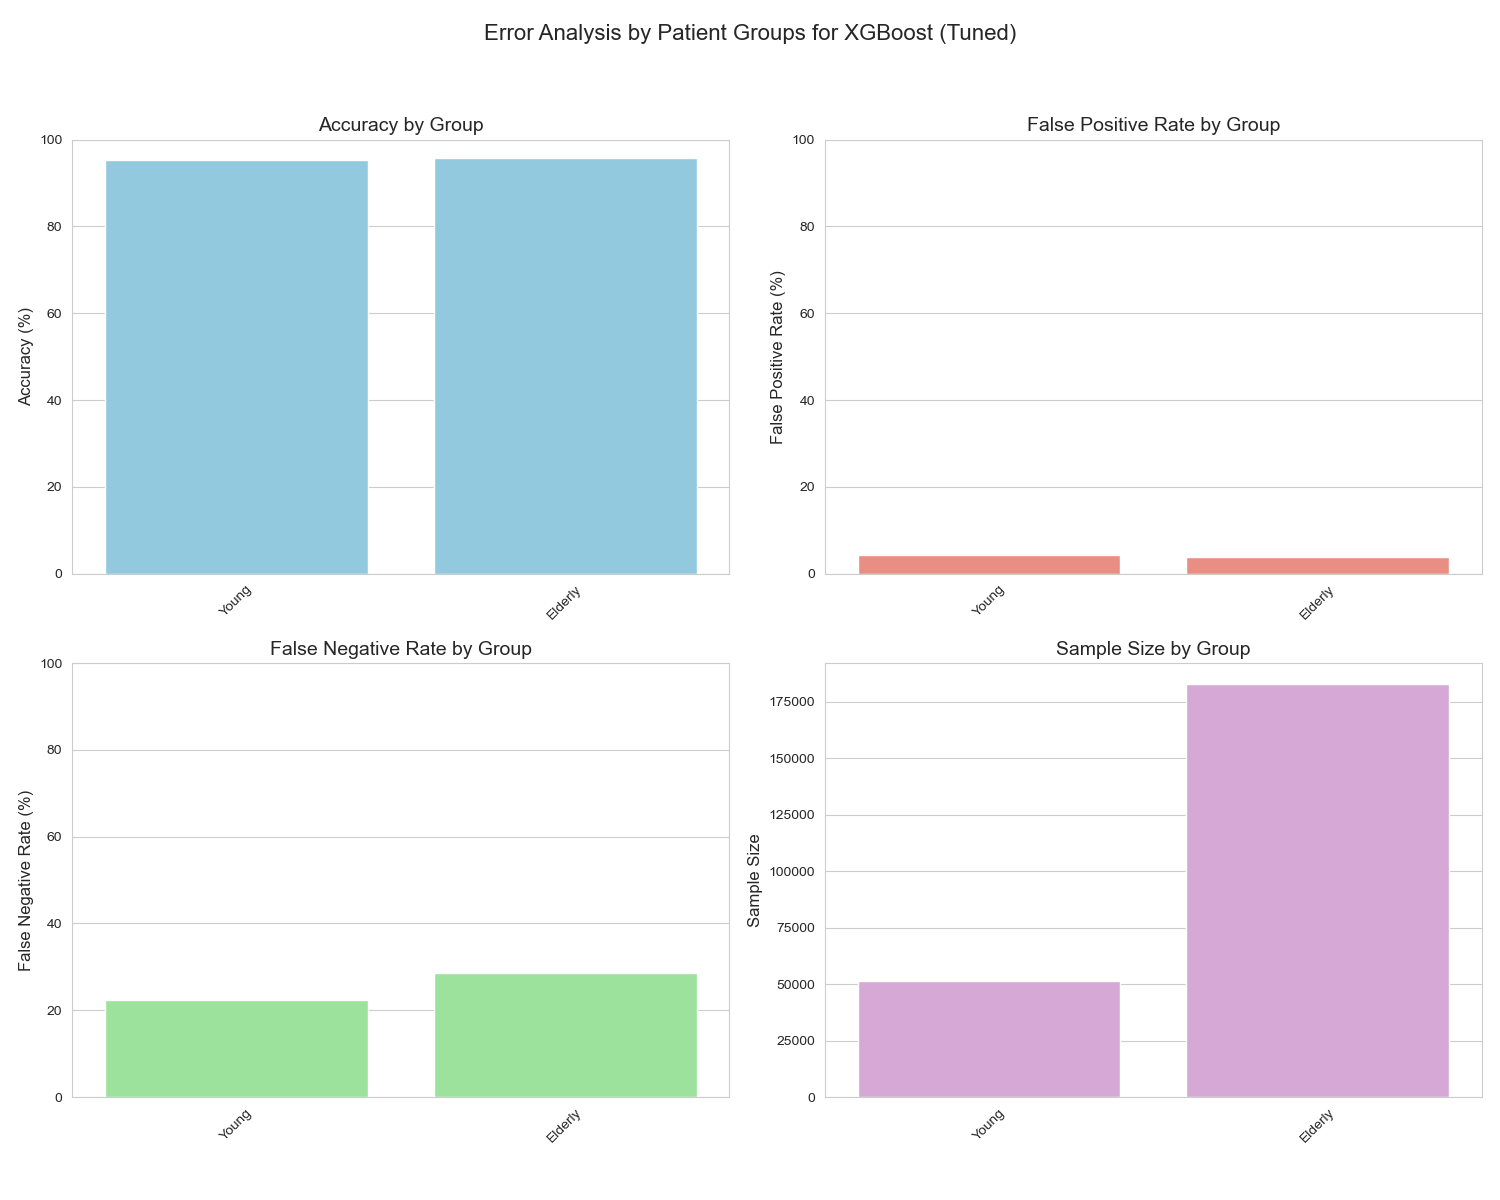 Error Analysis by Patient Groups for XGBoost (Tuned)
Accuracy by Group
100
80
60
40
20
0
Accuracy (%)
Young
Elderly
False Positive Rate by Group
100
80
60
40
20
0
False Positive Rate (%)
Young
Elderly
False Negative Rate by Group
100
80
60
40
20
0
False Negative Rate (%)
Young
Elderly
Sample Size by Group
175000
150000
125000
100000
75000
50000
25000
0
Sample Size
Young
Elderly